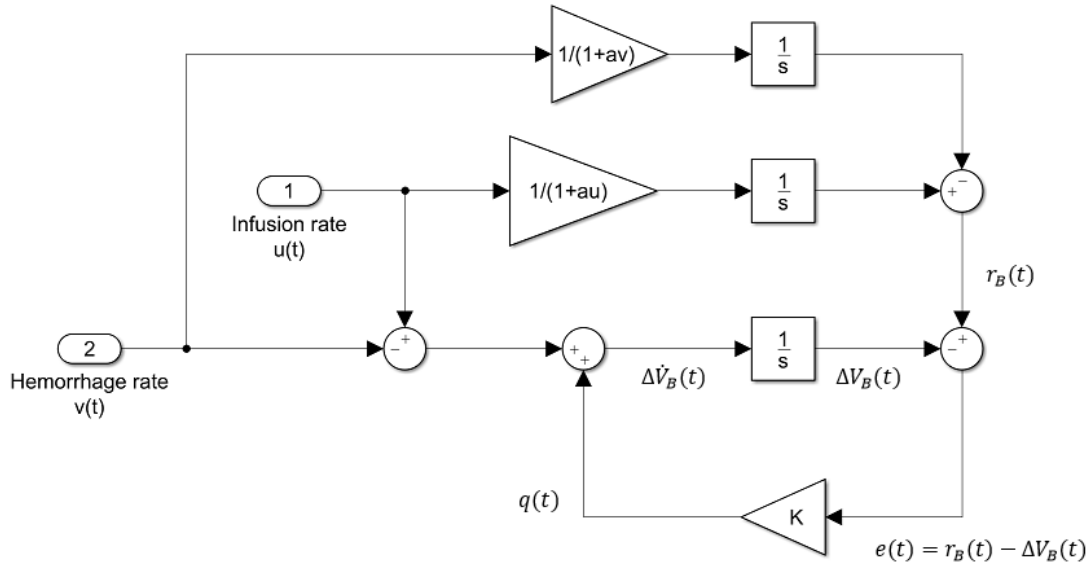 1/(1+av)
1
s
−
+
1
1/(1+au)
1
s
Infusion rate
u(t)
r_B(t)
2
−
+
+
+
1
s
−
+
Hemorrhage rate
v(t)
ΔV̇_B(t)
ΔV_B(t)
q(t)
K
e(t) = r_B(t) − ΔV_B(t)